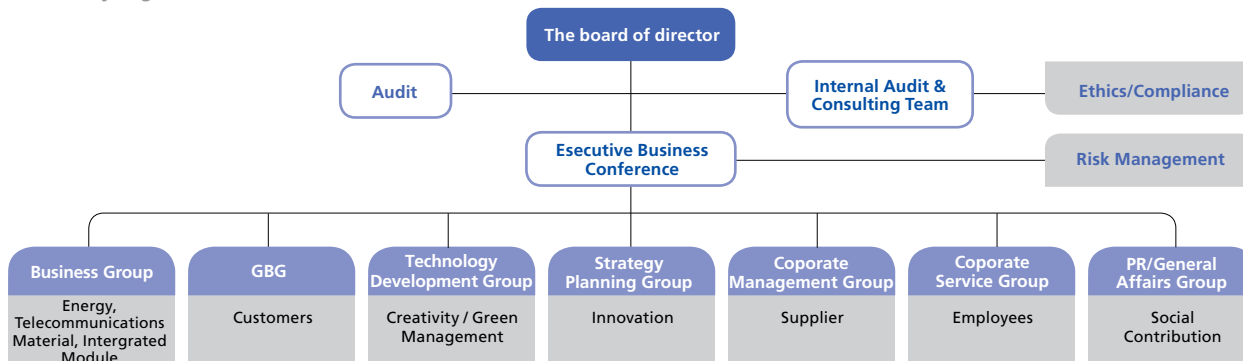 The board of director
Audit
Internal Audit &
Consulting Team
Ethics/Compliance
Esecutive Business
Conference
Risk Management
Business Group
Energy,
Telecommunications
Material, Intergrated
Module
GBG
Customers
Technology
Development Group
Creativity / Green
Management
Strategy
Planning Group
Innovation
Coporate
Management Group
Supplier
Coporate
Service Group
Employees
PR/General
Affairs Group
Social
Contribution